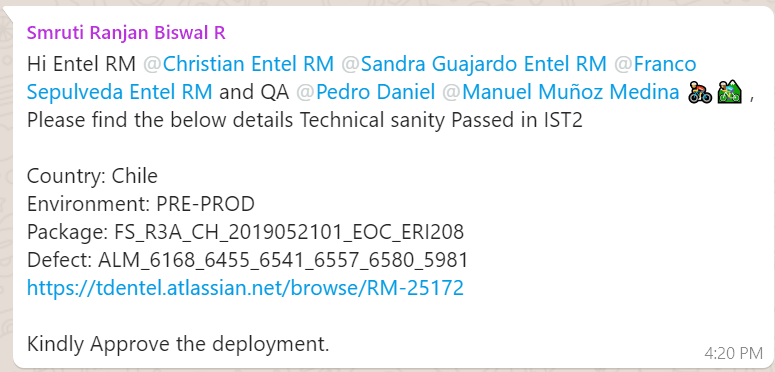 Smruti Ranjan Biswal R
Hi Entel RM @Christian Entel RM @Sandra Guajardo Entel RM @Franco
Sepulveda Entel RM and QA @Pedro Daniel @Manuel Muñoz Medina 🚴🚵 ,
Please find the below details Technical sanity Passed in IST2
Country: Chile
Environment: PRE-PROD
Package: FS_R3A_CH_2019052101_EOC_ERI208
Defect: ALM_6168_6455_6541_6557_6580_5981
https://tdentel.atlassian.net/browse/RM-25172
Kindly Approve the deployment.
4:20 PM